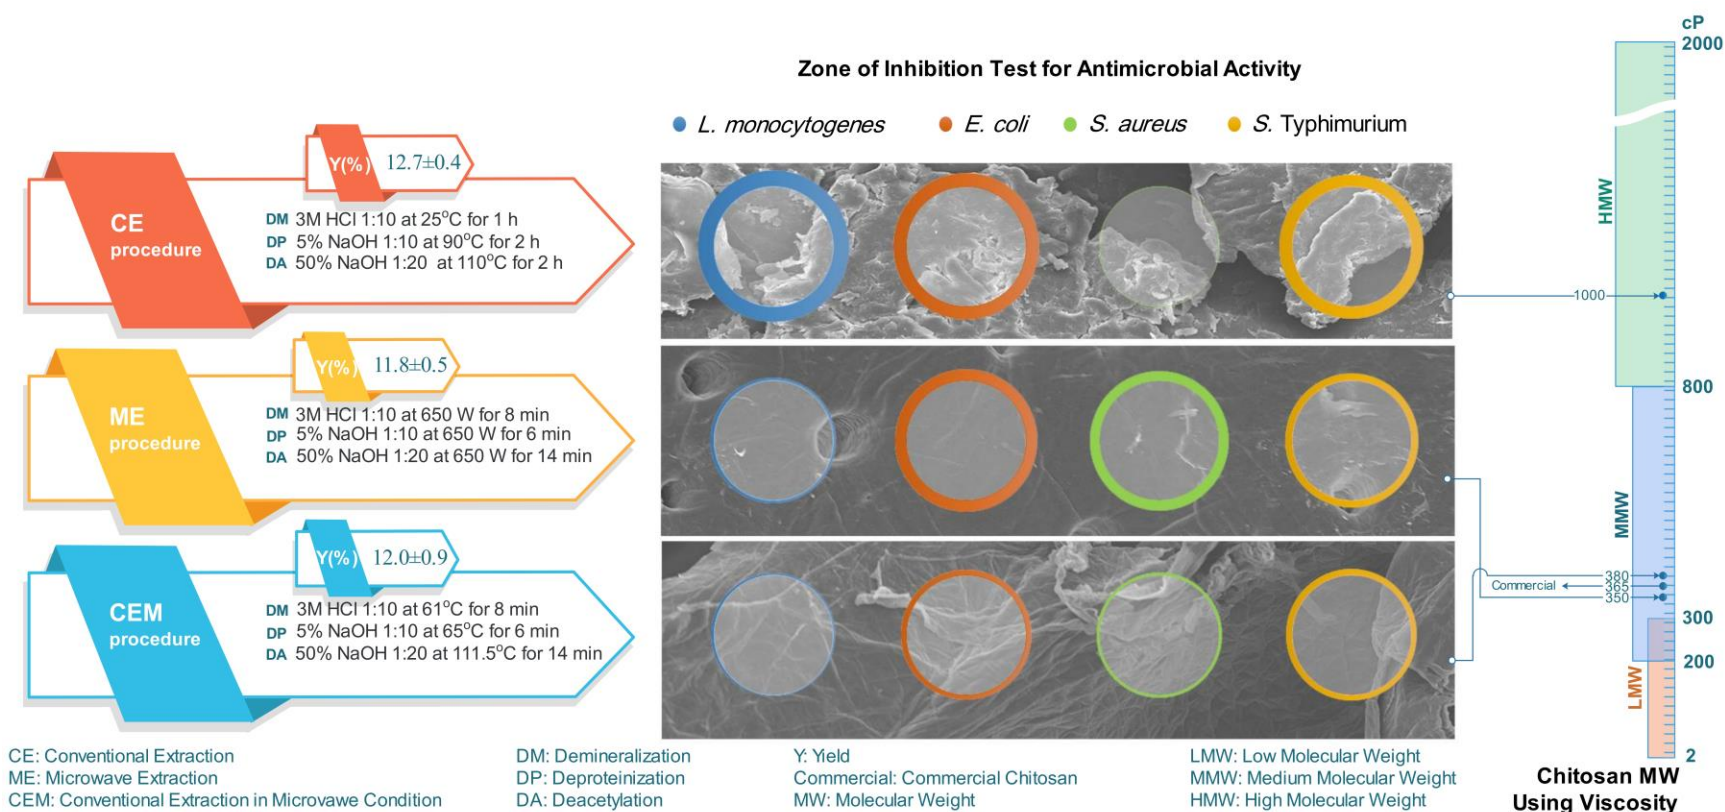 Zone of Inhibition Test for Antimicrobial Activity
L. monocytogenes
E. coli
S. aureus
S. Typhimurium
CE
procedure
Y(%)
12.7±0.4
DM 3M HCl 1:10 at 25°C for 1 h
DP 5% NaOH 1:10 at 90°C for 2 h
DA 50% NaOH 1:20 at 110°C for 2 h
ME
procedure
Y(%)
11.8±0.5
DM 3M HCl 1:10 at 650 W for 8 min
DP 5% NaOH 1:10 at 650 W for 6 min
DA 50% NaOH 1:20 at 650 W for 14 min
CEM
procedure
Y(%)
12.0±0.9
DM 3M HCl 1:10 at 61°C for 8 min
DP 5% NaOH 1:10 at 65°C for 6 min
DA 50% NaOH 1:20 at 111.5°C for 14 min
cP
2000
HMW
1000
800
MMW
380
Commercial
365
350
300
200
LMW
2
Chitosan MW
Using Viscosity
CE: Conventional Extraction
ME: Microwave Extraction
CEM: Conventional Extraction in Microvawe Condition
DM: Demineralization
DP: Deproteinization
DA: Deacetylation
Y: Yield
Commercial: Commercial Chitosan
MW: Molecular Weight
LMW: Low Molecular Weight
MMW: Medium Molecular Weight
HMW: High Molecular Weight